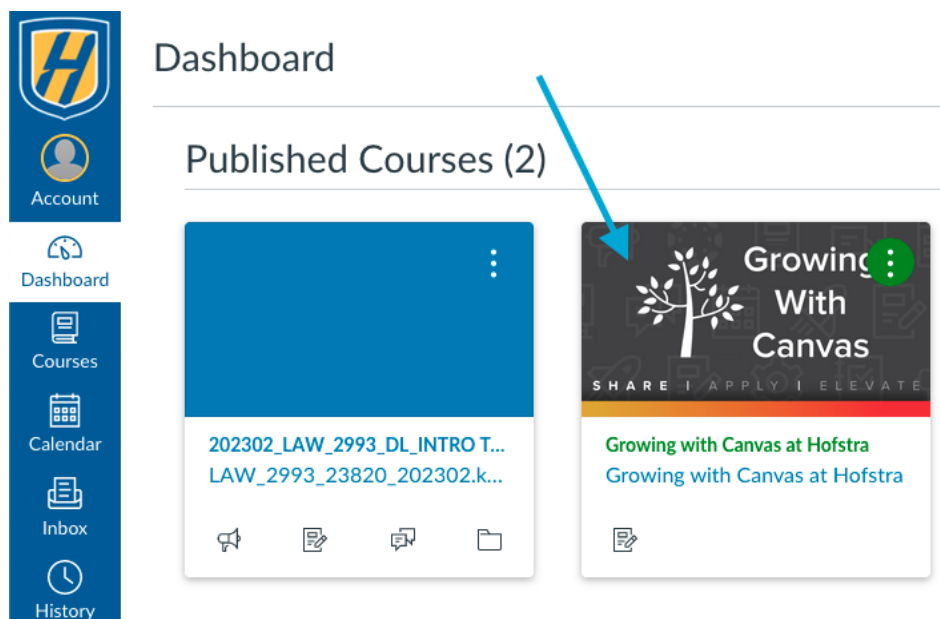 Dashboard
Published Courses (2)
Account
Dashboard
Courses
Calendar
Inbox
History
202302_LAW_2993_DL_INTRO T...
LAW_2993_23820_202302.k...
Growing
With
Canvas
SHARE | APPLY | ELEVATE
Growing with Canvas at Hofstra
Growing with Canvas at Hofstra